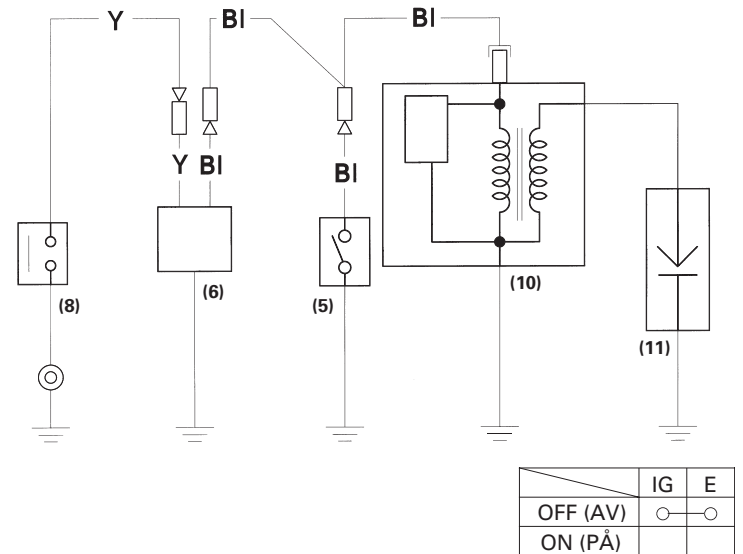 Y
Bl
Bl
Y Bl
Bl
(8)
(6)
(5)
(10)
(11)
IG E
OFF (AV)
ON (PÅ)